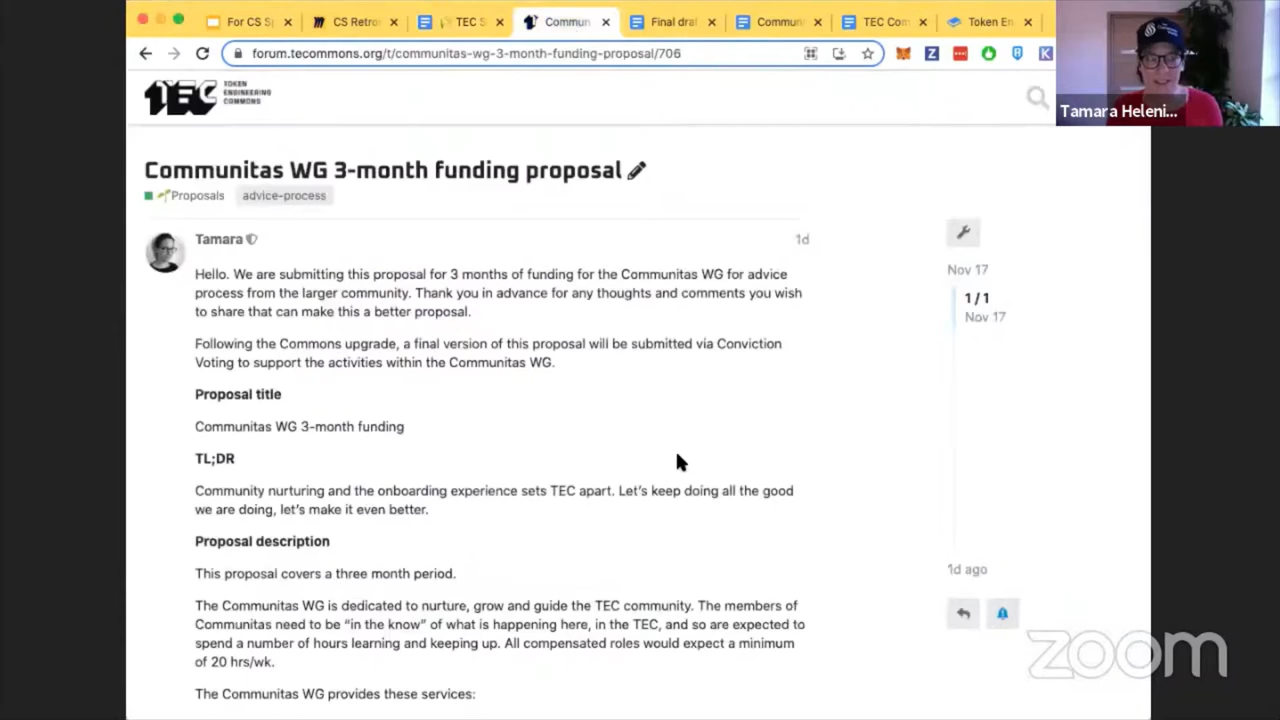 For CS S
CS Retro
TEC S
Commun
Final dra
Commun
TEC Com
Token En
forum.tecommons.org/t/communitas-wg-3-month-funding-proposal/706
TEC TOKEN
ENGINEERING
COMMONS
Tamara Heleni...
Communitas WG 3-month funding proposal
Proposals advice-process
Tamara 1d
Hello. We are submitting this proposal for 3 months of funding for the Communitas WG for advice
process from the larger community. Thank you in advance for any thoughts and comments you wish
to share that can make this a better proposal.
Following the Commons upgrade, a final version of this proposal will be submitted via Conviction
Voting to support the activities within the Communitas WG.
Proposal title
Communitas WG 3-month funding
TL;DR
Community nurturing and the onboarding experience sets TEC apart. Let's keep doing all the good
we are doing, let's make it even better.
Proposal description
This proposal covers a three month period.
The Communitas WG is dedicated to nurture, grow and guide the TEC community. The members of
Communitas need to be “in the know” of what is happening here, in the TEC, and so are expected to
spend a number of hours learning and keeping up. All compensated roles would expect a minimum
of 20 hrs/wk.
The Communitas WG provides these services:
Nov 17
1 / 1
Nov 17
1d ago
zoom